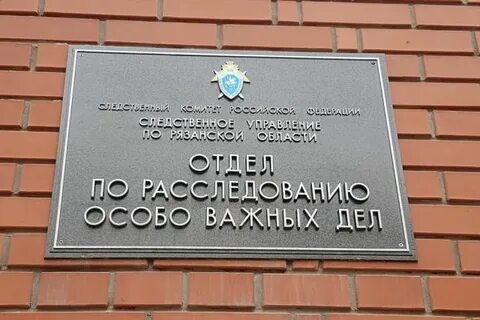 СЛЕДСТВЕННЫЙ КОМИТЕТ РОССИЙСКОЙ ФЕДЕРАЦИИ
СЛЕДСТВЕННОЕ УПРАВЛЕНИЕ
ПО РЯЗАНСКОЙ ОБЛАСТИ
ОТДЕЛ
ПО РАССЛЕДОВАНИЮ
ОСОБО ВАЖНЫХ ДЕЛ